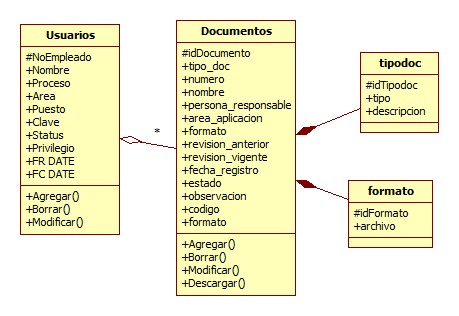 Usuarios
#NoEmpleado
+Nombre
+Proceso
+Area
+Puesto
+Clave
+Status
+Privilegio
+FR DATE
+FC DATE
+Agregar()
+Borrar()
+Modificar()
*
Documentos
#idDocumento
+tipo_doc
+numero
+nombre
+persona_responsable
+area_aplicacion
+formato
+revision_anterior
+revision_vigente
+fecha_registro
+estado
+observacion
+codigo
+formato
+Agregar()
+Borrar()
+Modificar()
+Descargar()
tipodoc
#idTipodoc
+tipo
+descripcion
formato
#idFormato
+archivo